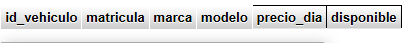 id_vehiculo matricula marca modelo precio_dia disponible